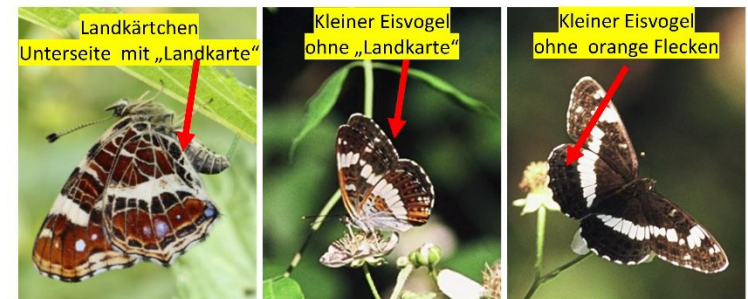 Landkärtchen
Unterseite mit „Landkarte“
Kleiner Eisvogel
ohne „Landkarte“
Kleiner Eisvogel
ohne orange Flecken